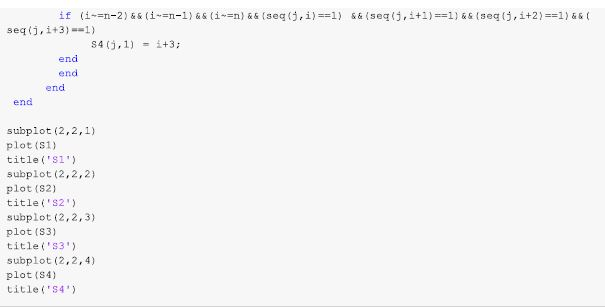 if (i~=n-2)&&(i~=n-1)&&(i~=n)&&(seq(j,i)==1) &&(seq(j,i+1)==1)&&(seq(j,i+2)==1)&&(
seq(j,i+3)==1)
S4(j,1) = i+3;
end
end
end
end
subplot(2,2,1)
plot(S1)
title('S1')
subplot(2,2,2)
plot(S2)
title('S2')
subplot(2,2,3)
plot(S3)
title('S3')
subplot(2,2,4)
plot(S4)
title('S4')